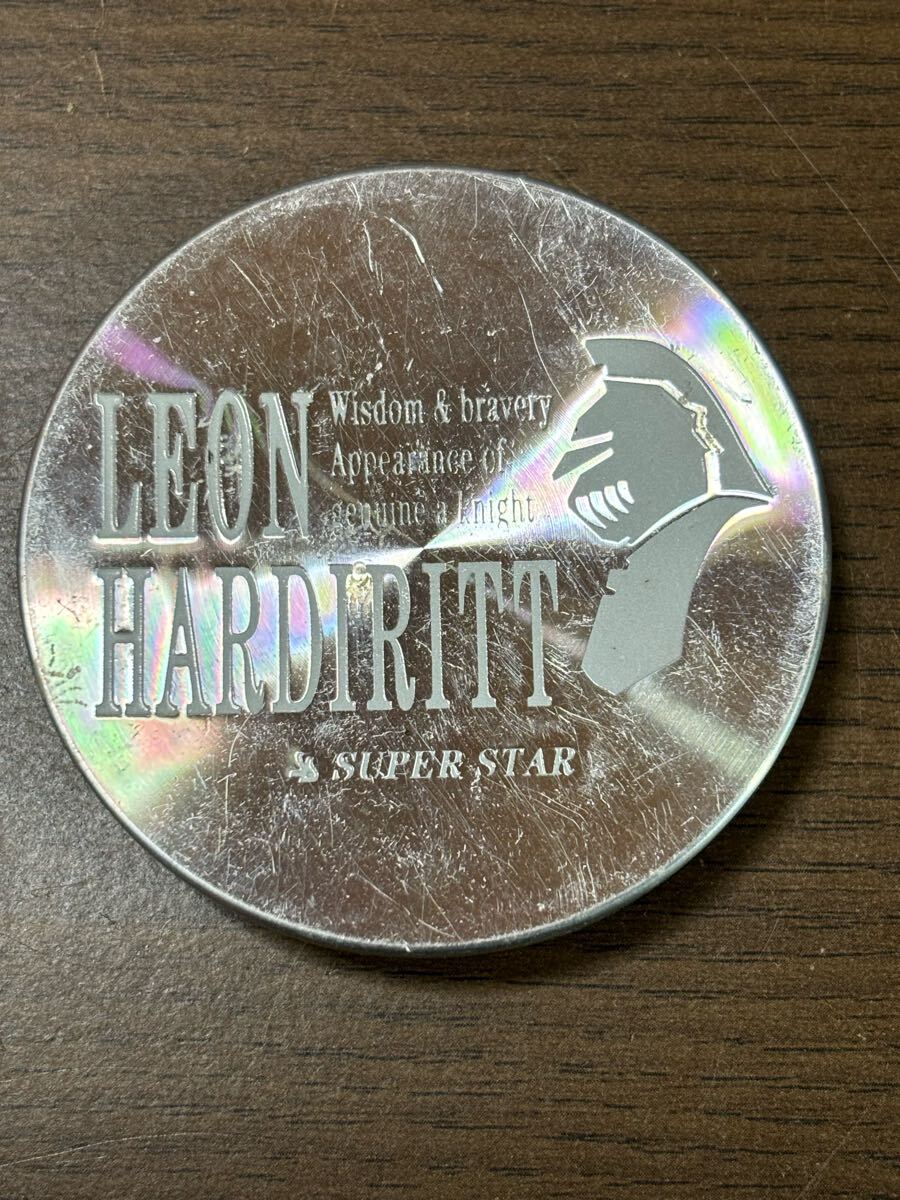 LEON
Wisdom & bravery
Appearance of
genuine a knight
HARDIRITT
SUPER STAR